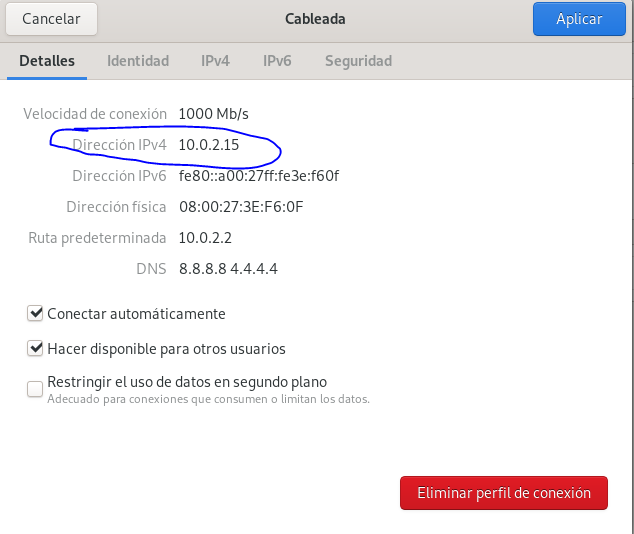 Cancelar Cableada Aplicar
Detalles Identidad IPv4 IPv6 Seguridad
Velocidad de conexión 1000 Mb/s
Dirección IPv4 10.0.2.15
Dirección IPv6 fe80::a00:27ff:fe3e:f60f
Dirección física 08:00:27:3E:F6:0F
Ruta predeterminada 10.0.2.2
DNS 8.8.8.8 4.4.4.4
Conectar automáticamente
Hacer disponible para otros usuarios
Restringir el uso de datos en segundo plano
Adecuado para conexiones que consumen o limitan los datos.
Eliminar perfil de conexión